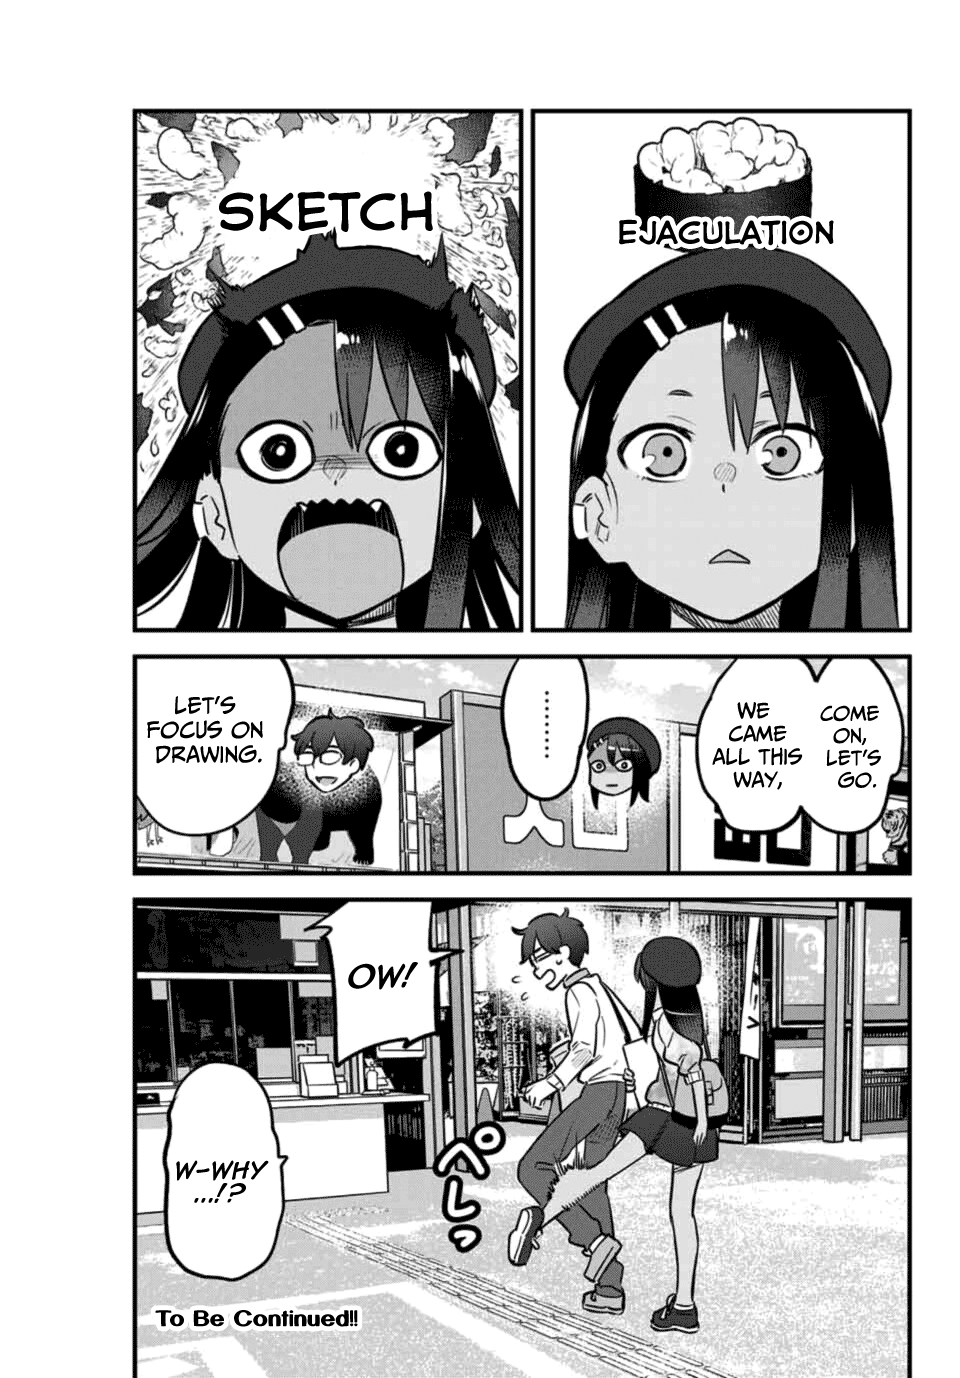 EJACULATION
SKETCH
COME
ON,
LET'S
GO.
WE
CAME
ALL THIS
WAY,
.........
LET'S
FOCUS ON
DRAWING.
OW!
ペしっ
W-WHY
...!?
To Be Continued!!